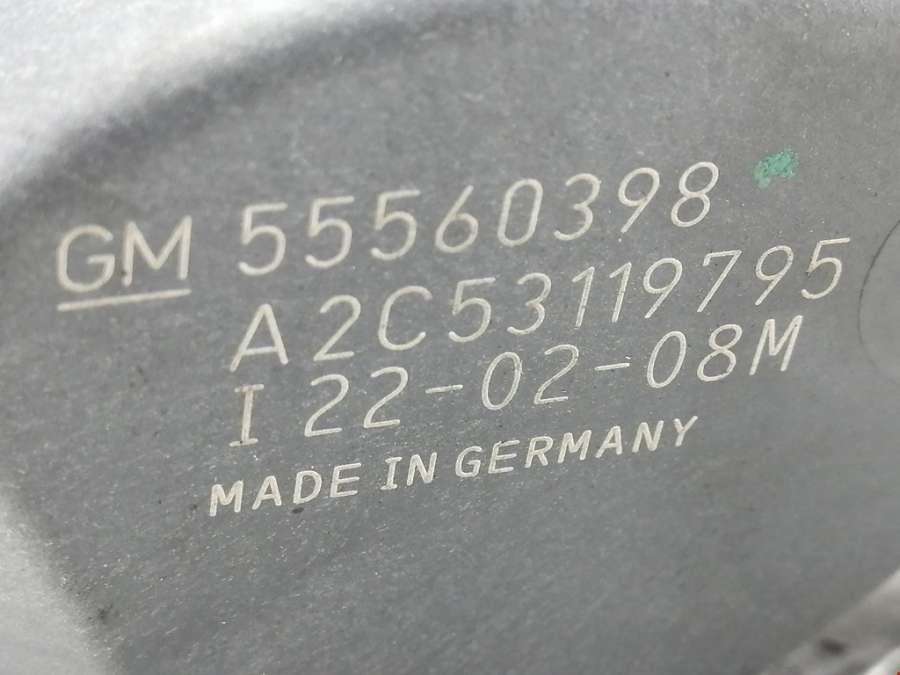 GM 55560398
A2C53119795
I 22-02-08M
MADE IN GERMANY